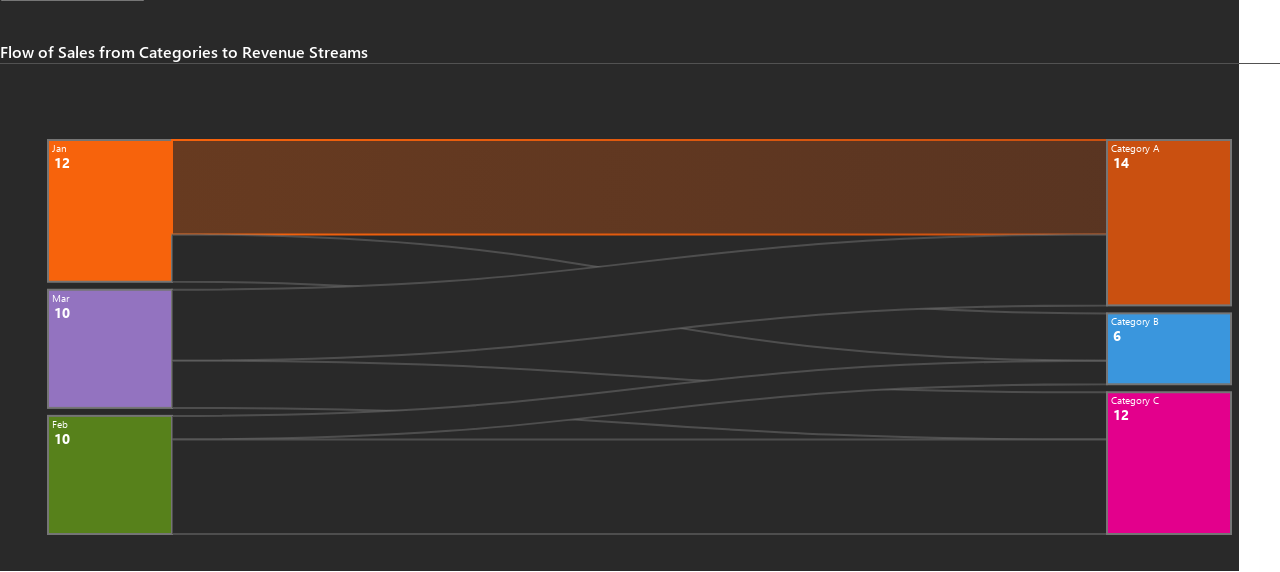 Flow of Sales from Categories to Revenue Streams
Jan
12
Category A
14
Mar
10
Category B
6
Category C
12
Feb
10